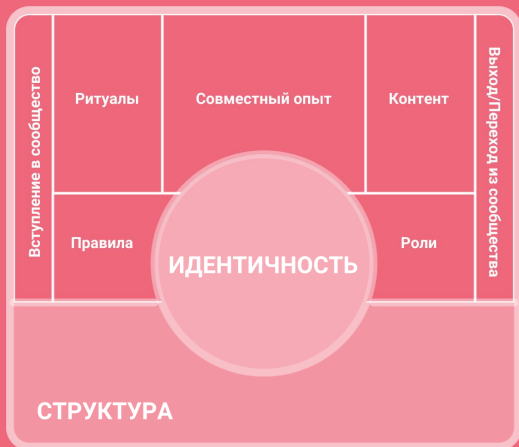 Вступление в сообщество
Ритуалы
Совместный опыт
Контент
Выход/Переход из сообщества
Правила
ИДЕНТИЧНОСТЬ
Роли
СТРУКТУРА